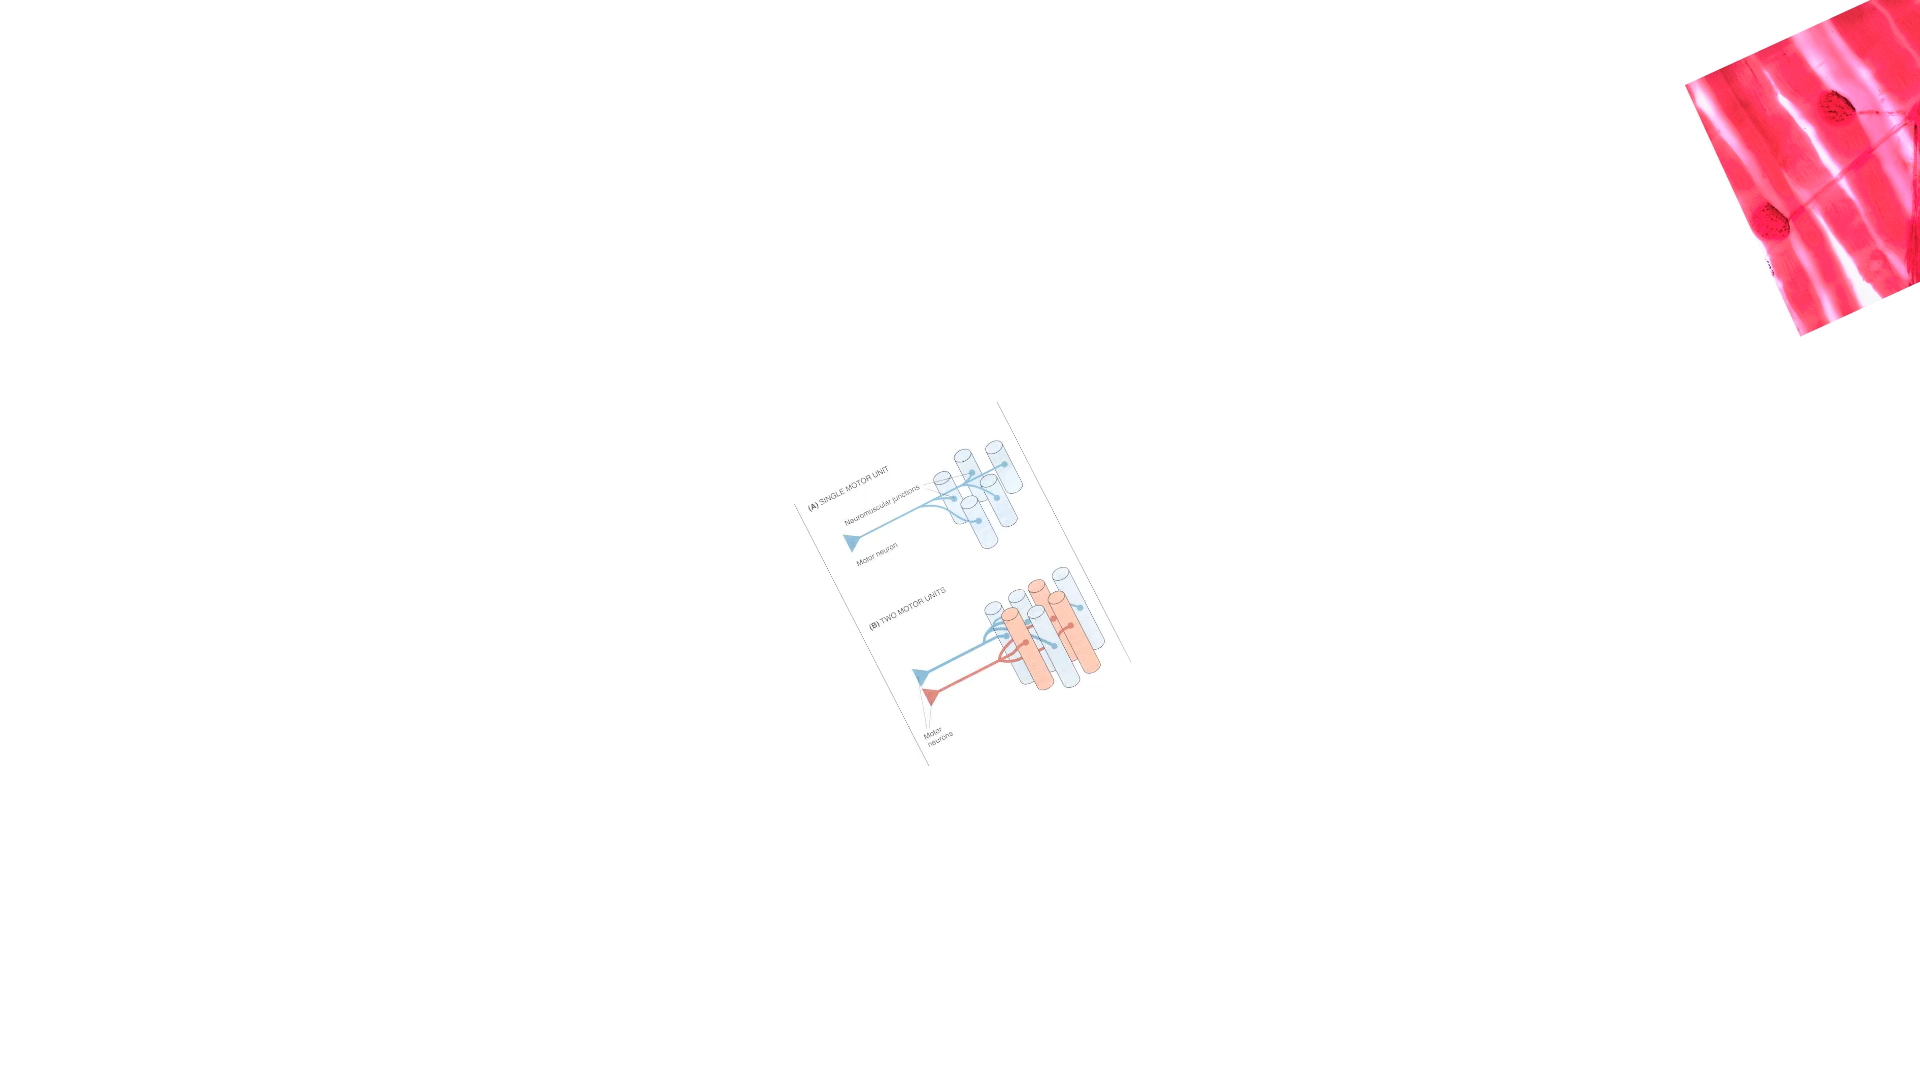 (A) SINGLE MOTOR UNIT
Neuromuscular junctions
Motor neuron
(B) TWO MOTOR UNITS
Motor
neurons